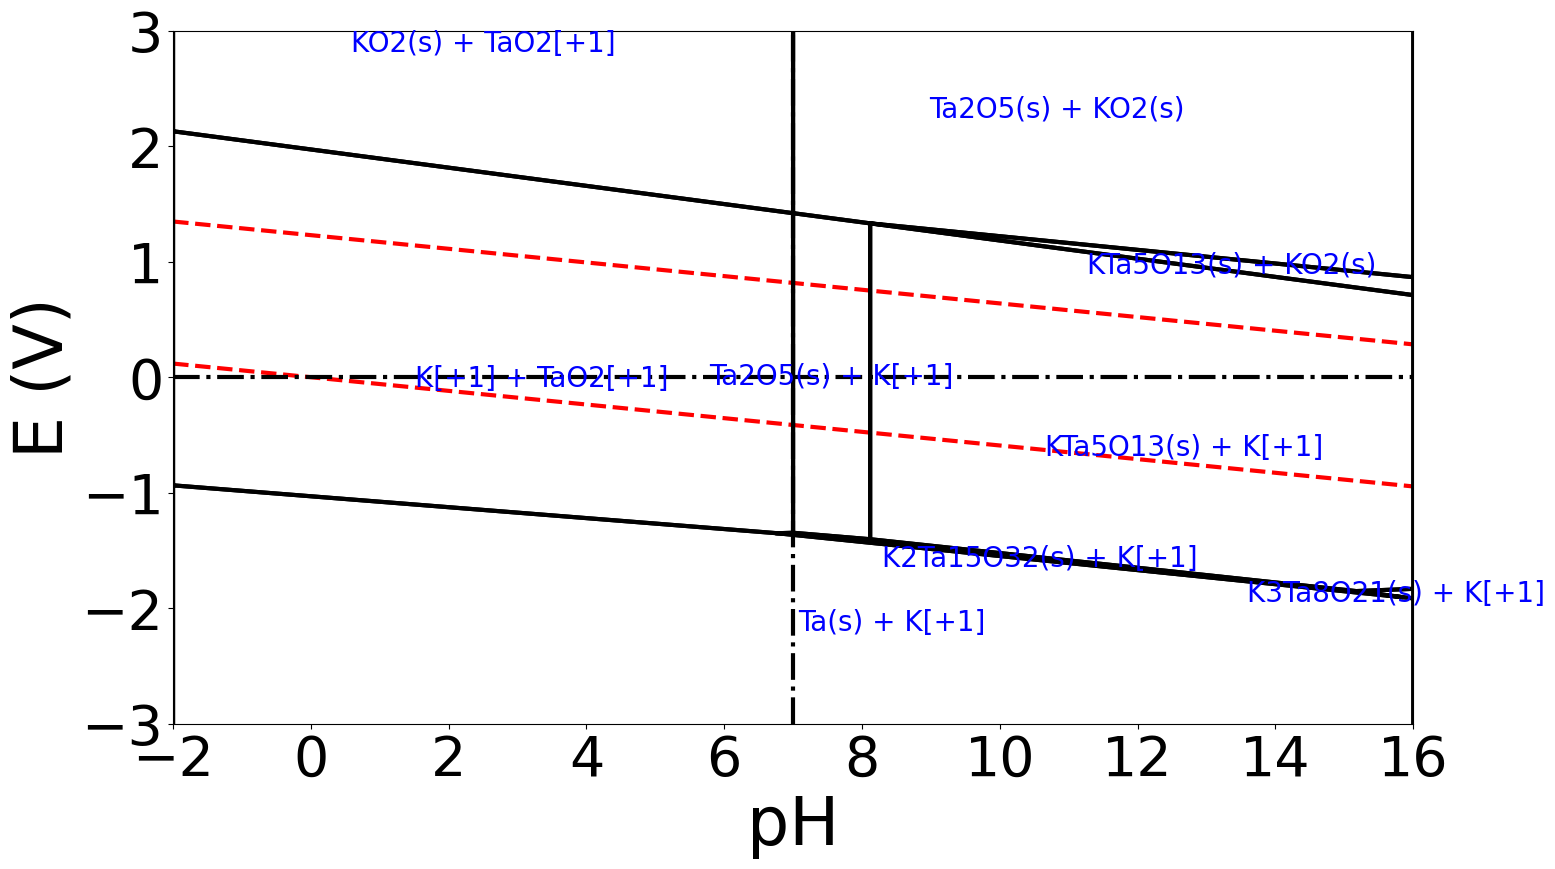 3
KO2(s) + TaO2[+1]
Ta2O5(s) + KO2(s)
2
1
KTa5O13(s) + KO2(s)
E (V)
0
K[+1] + TaO2[+1]
Ta2O5(s) + K[+1]
KTa5O13(s) + K[+1]
−1
K2Ta15O32(s) + K[+1]
K3Ta8O21(s) + K[+1]
−2
Ta(s) + K[+1]
−3
−2 0 2 4 6 8 10 12 14 16
pH